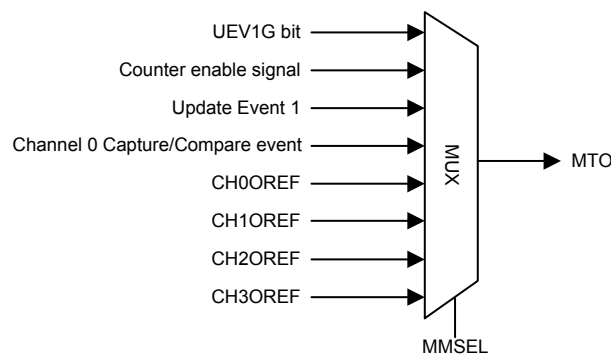 UEV1G bit
Counter enable signal
Update Event 1
Channel 0 Capture/Compare event
CH0OREF
CH1OREF
CH2OREF
CH3OREF
MUX
MTO
MMSEL